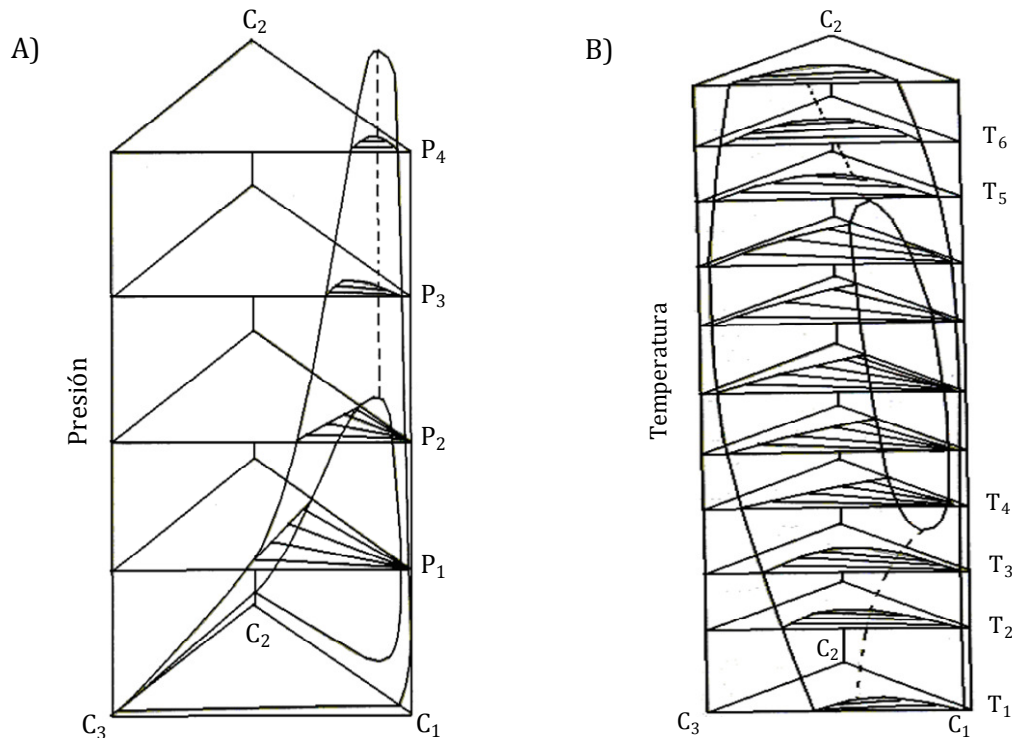 A)
C2
Presión
P4
P3
P2
P1
C2
C3
C1
B)
C2
Temperatura
T6
T5
T4
T3
T2
C2
T1
C3
C1